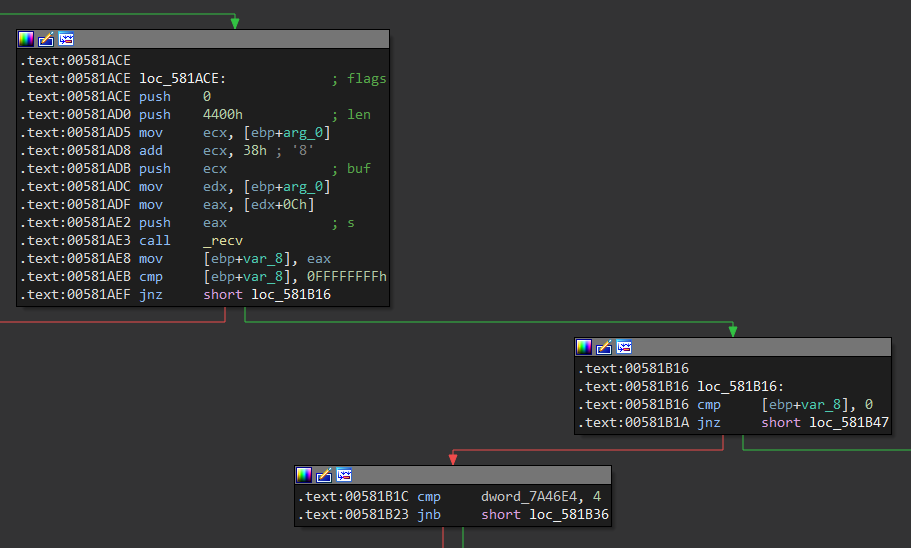 .text:00581ACE
.text:00581ACE loc_581ACE: ; flags
.text:00581ACE push 0
.text:00581AD0 push 4400h ; len
.text:00581AD5 mov ecx, [ebp+arg_0]
.text:00581AD8 add ecx, 38h ; '8'
.text:00581ADB push ecx ; buf
.text:00581ADC mov edx, [ebp+arg_0]
.text:00581ADF mov eax, [edx+0Ch]
.text:00581AE2 push eax ; s
.text:00581AE3 call _recv
.text:00581AE8 mov [ebp+var_8], eax
.text:00581AEB cmp [ebp+var_8], 0FFFFFFFFh
.text:00581AEF jnz short loc_581B16
.text:00581B16
.text:00581B16 loc_581B16:
.text:00581B16 cmp [ebp+var_8], 0
.text:00581B1A jnz short loc_581B47
.text:00581B1C cmp dword_7A46E4, 4
.text:00581B23 jnb short loc_581B36